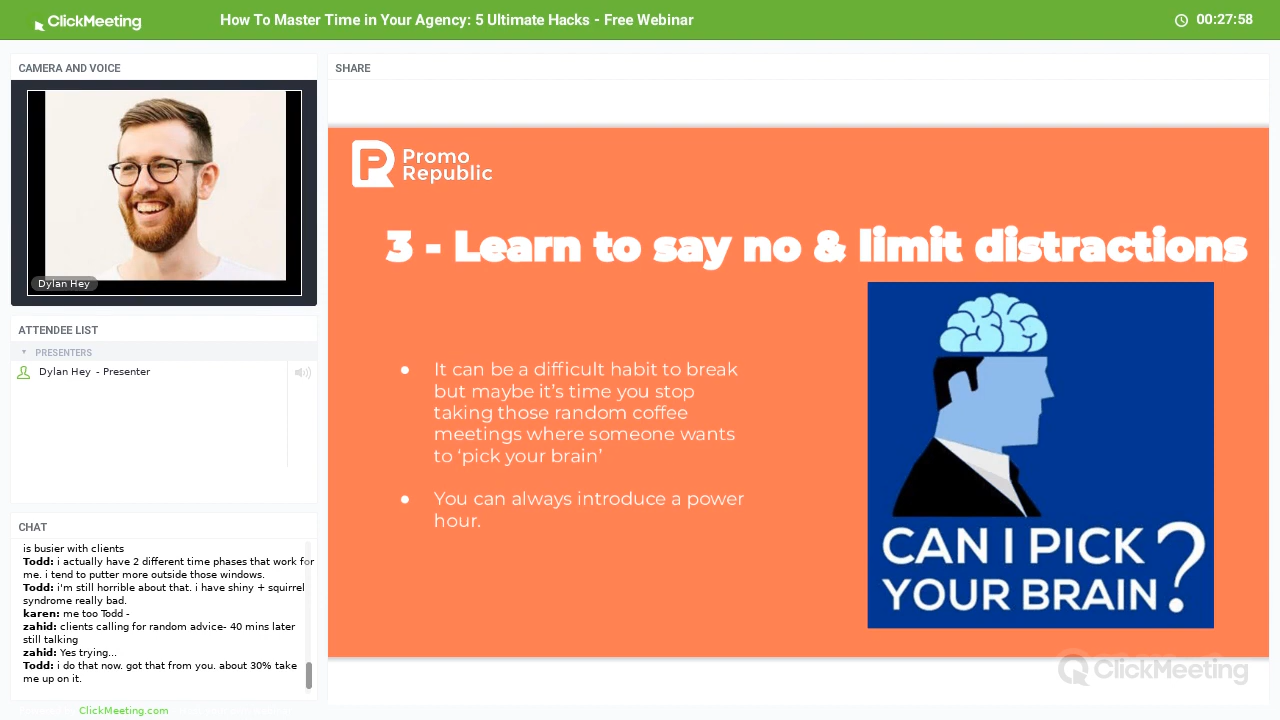 ClickMeeting
How To Master Time in Your Agency: 5 Ultimate Hacks - Free Webinar
00:27:58
CAMERA AND VOICE
Dylan Hey
ATTENDEE LIST
PRESENTERS
Dylan Hey - Presenter
CHAT
is busier with clients
Todd: i actually have 2 different time phases that work for
me. i tend to putter more outside those windows.
Todd: i'm still horrible about that. i have shiny + squirrel
syndrome really bad.
karen: me too Todd -
zahid: clients calling for random advice- 40 mins later
still talking
zahid: Yes trying...
Todd: i do that now. got that from you. about 30% take
me up on it.
ClickMeeting.com
SHARE
Promo
Republic
3 - Learn to say no & limit distractions
● It can be a difficult habit to break
but maybe it’s time you stop
taking those random coffee
meetings where someone wants
to ‘pick your brain’
● You can always introduce a power
hour.
CAN I PICK
YOUR BRAIN?
ClickMeeting